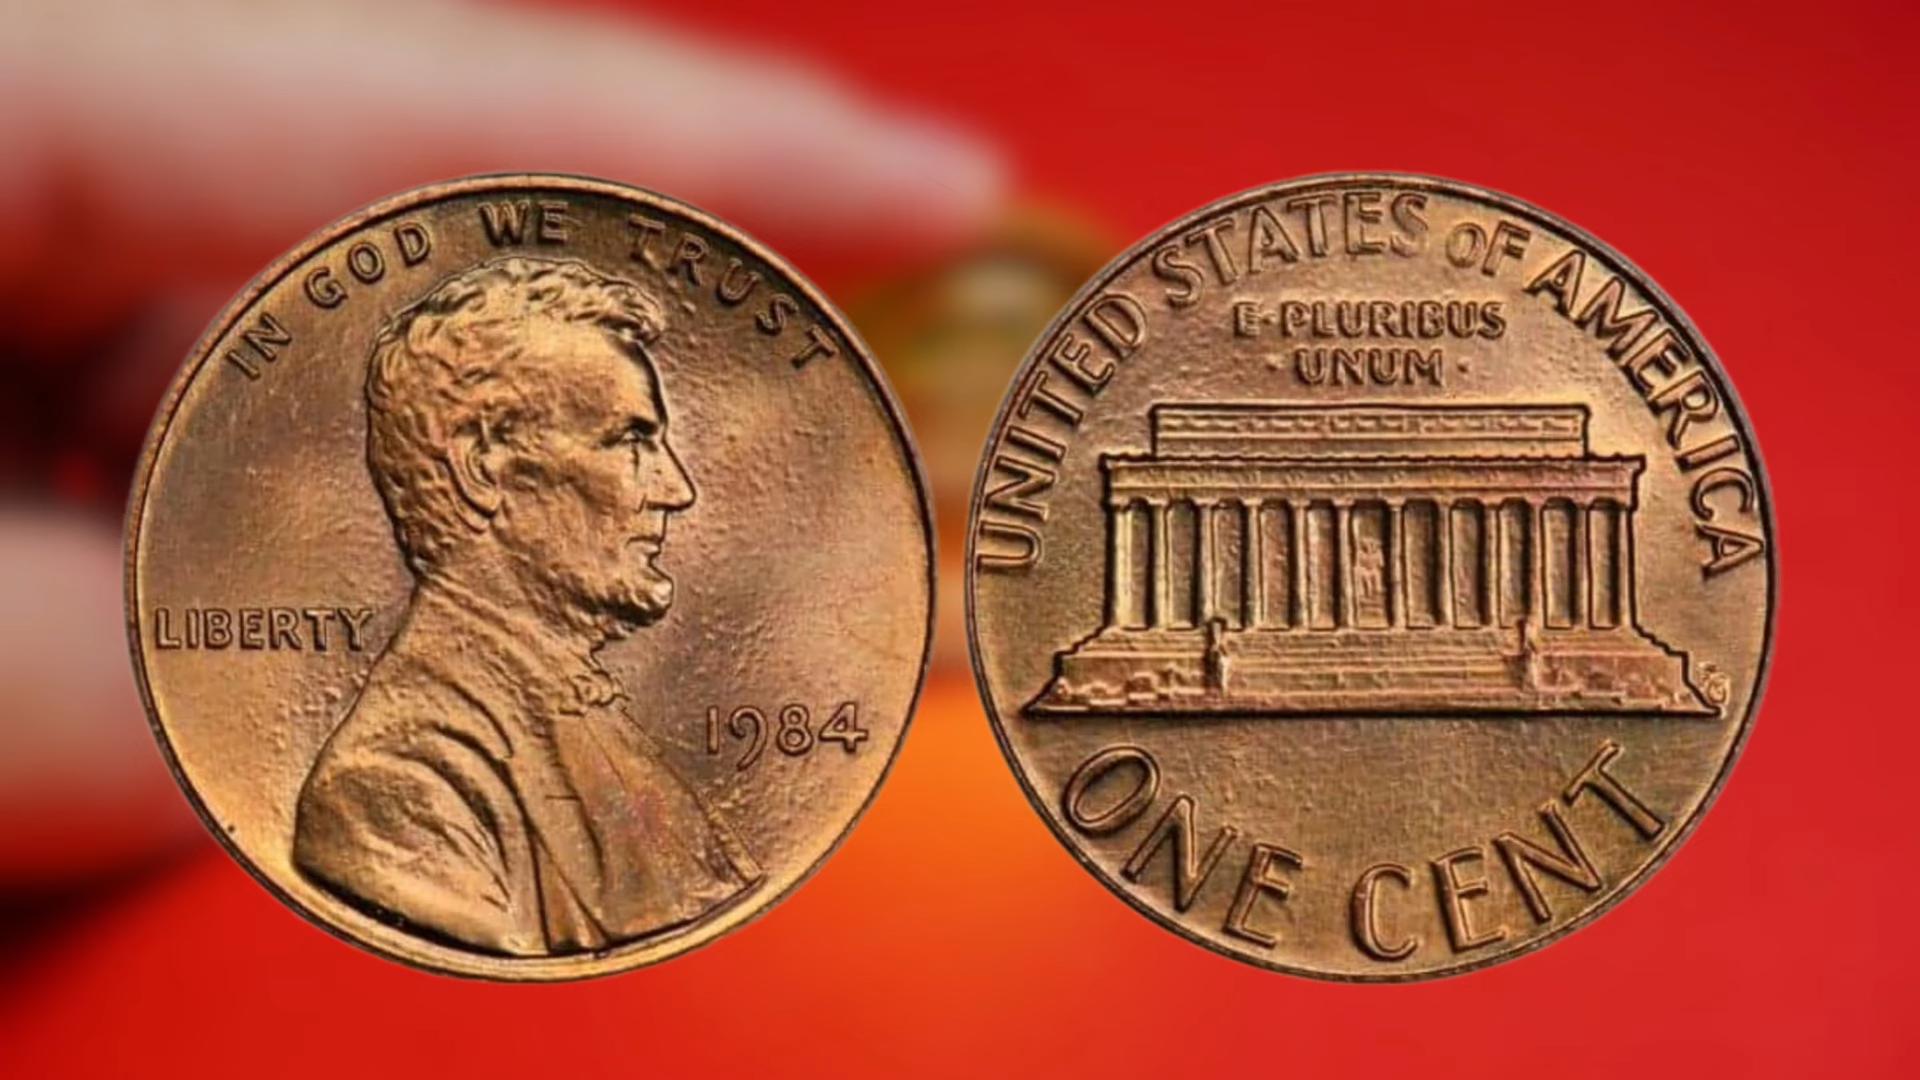 IN GOD WE TRUST
LIBERTY
1984
UNITED STATES OF AMERICA
E·PLURIBUS
·UNUM·
ONE CENT